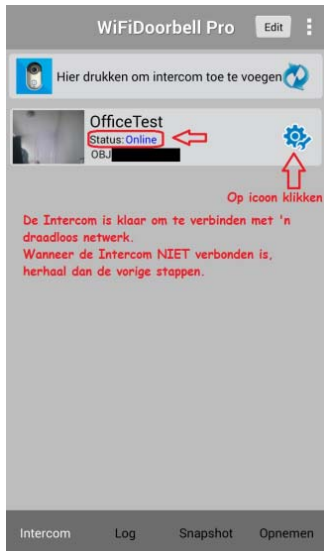 WiFiDoorbell Pro Edit
Hier drukken om intercom toe te voegen
OfficeTest
Status:Online
OBJ
Op icoon klikken
De Intercom is klaar om te verbinden met 'n
draadloos netwerk.
Wanneer de Intercom NIET verbonden is,
herhaal dan de vorige stappen.
Intercom Log Snapshot Opnemen